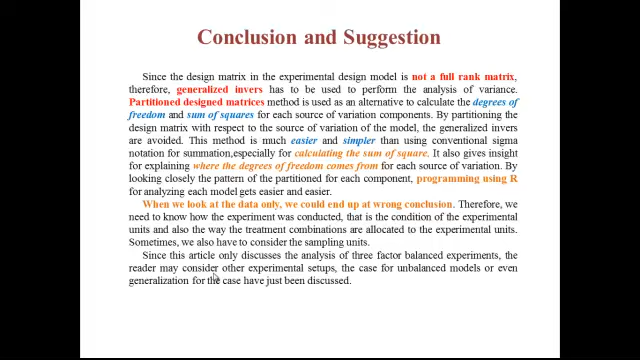 Conclusion and Suggestion
Since the design matrix in the experimental design model is not a full rank matrix,
therefore, generalized invers has to be used to perform the analysis of variance.
Partitioned designed matrices method is used as an alternative to calculate the degrees of
freedom and sum of squares for each source of variation components. By partitioning the
design matrix with respect to the source of variation of the model, the generalized invers
are avoided. This method is much easier and simpler than using conventional sigma
notation for summation,especially for calculating the sum of square. It also gives insight
for explaining where the degrees of freedom comes from for each source of variation. By
looking closely the pattern of the partitioned for each component, programming using R
for analyzing each model gets easier and easier.
When we look at the data only, we could end up at wrong conclusion. Therefore, we
need to know how the experiment was conducted, that is the condition of the experimental
units and also the way the treatment combinations are allocated to the experimental units.
Sometimes, we also have to consider the sampling units.
Since this article only discusses the analysis of three factor balanced experiments, the
reader may consider other experimental setups, the case for unbalanced models or even
generalization for the case have just been discussed.